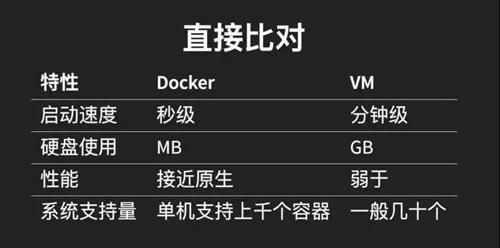 直接比对
特性 Docker VM
启动速度 秒级 分钟级
硬盘使用 MB GB
性能 接近原生 弱于
系统支持量 单机支持上千个容器 一般几十个